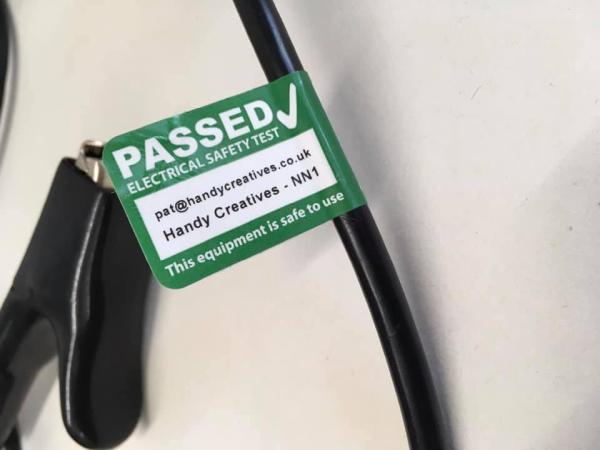 PASSED
ELECTRICAL SAFETY TEST
pat@handycreatives.co.uk
Handy Creatives - NN1
This equipment is safe to use